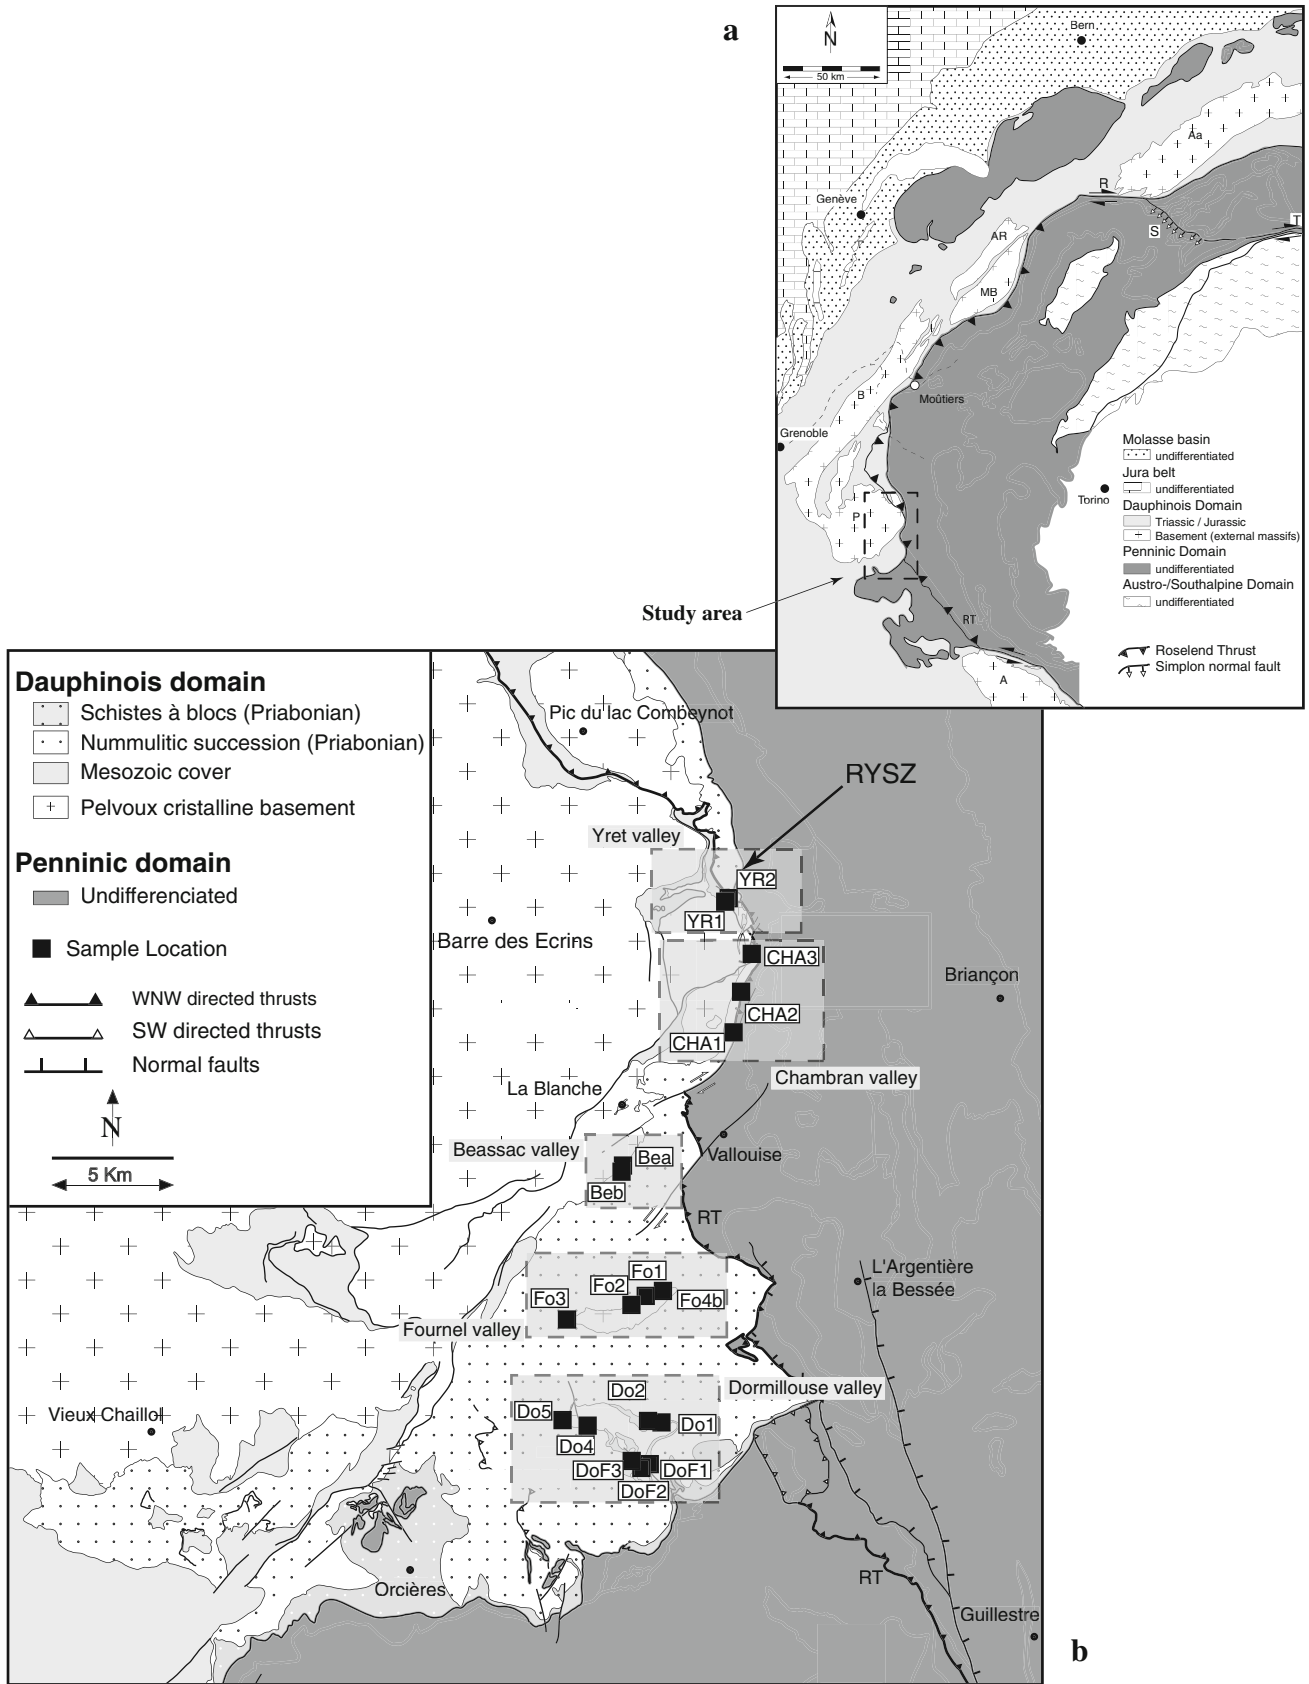 a
N
50 km
Bern
Aa
R
Genève
S
T
AR
MB
B
Moûtiers
Grenoble
Torino
P
Study area
RT
A
Molasse basin
undifferentiated
Jura belt
undifferentiated
Dauphinois Domain
Triassic / Jurassic
Basement (external massifs)
Penninic Domain
undifferentiated
Austro-/Southalpine Domain
undifferentiated
Roselend Thrust
Simplon normal fault
Dauphinois domain
Schistes à blocs (Priabonian)
Nummulitic succession (Priabonian)
Mesozoic cover
Pelvoux cristalline basement
Penninic domain
Undifferenciated
Sample Location
WNW directed thrusts
SW directed thrusts
Normal faults
N
5 Km
Pic du lac Combeynot
RYSZ
Yret valley
YR2
YR1
Barre des Ecrins
CHA3
Briançon
CHA2
CHA1
Chambran valley
La Blanche
Beassac valley
Bea
Vallouise
Beb
RT
Fo1
Fo2
L'Argentière
la Bessée
Fo3
Fo4b
Fournel valley
Do2
Dormillouse valley
Vieux Chaillol
Do5
Do1
Do4
DoF3
DoF1
DoF2
Orcières
RT
Guillestre
b